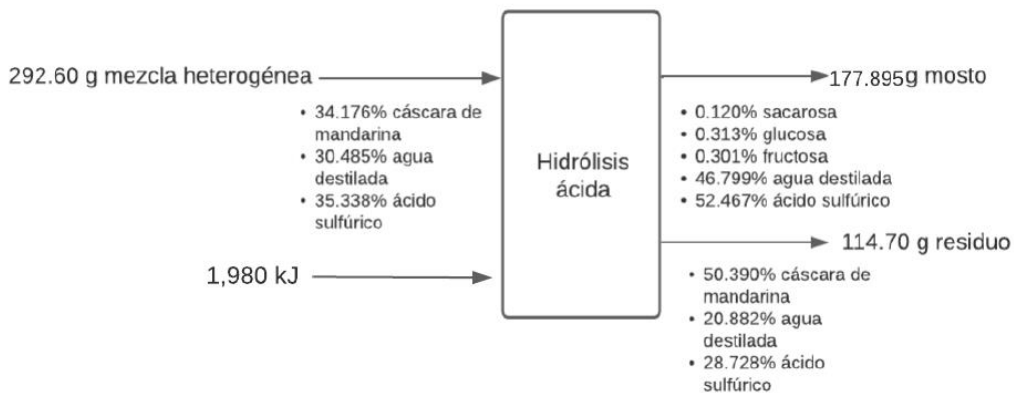 292.60 g mezcla heterogénea
• 34.176% cáscara de
mandarina
• 30.485% agua
destilada
• 35.338% ácido
sulfúrico
1,980 kJ
Hidrólisis
ácida
177.895g mosto
• 0.120% sacarosa
• 0.313% glucosa
• 0.301% fructosa
• 46.799% agua destilada
• 52.467% ácido sulfúrico
114.70 g residuo
• 50.390% cáscara de
mandarina
• 20.882% agua
destilada
• 28.728% ácido
sulfúrico